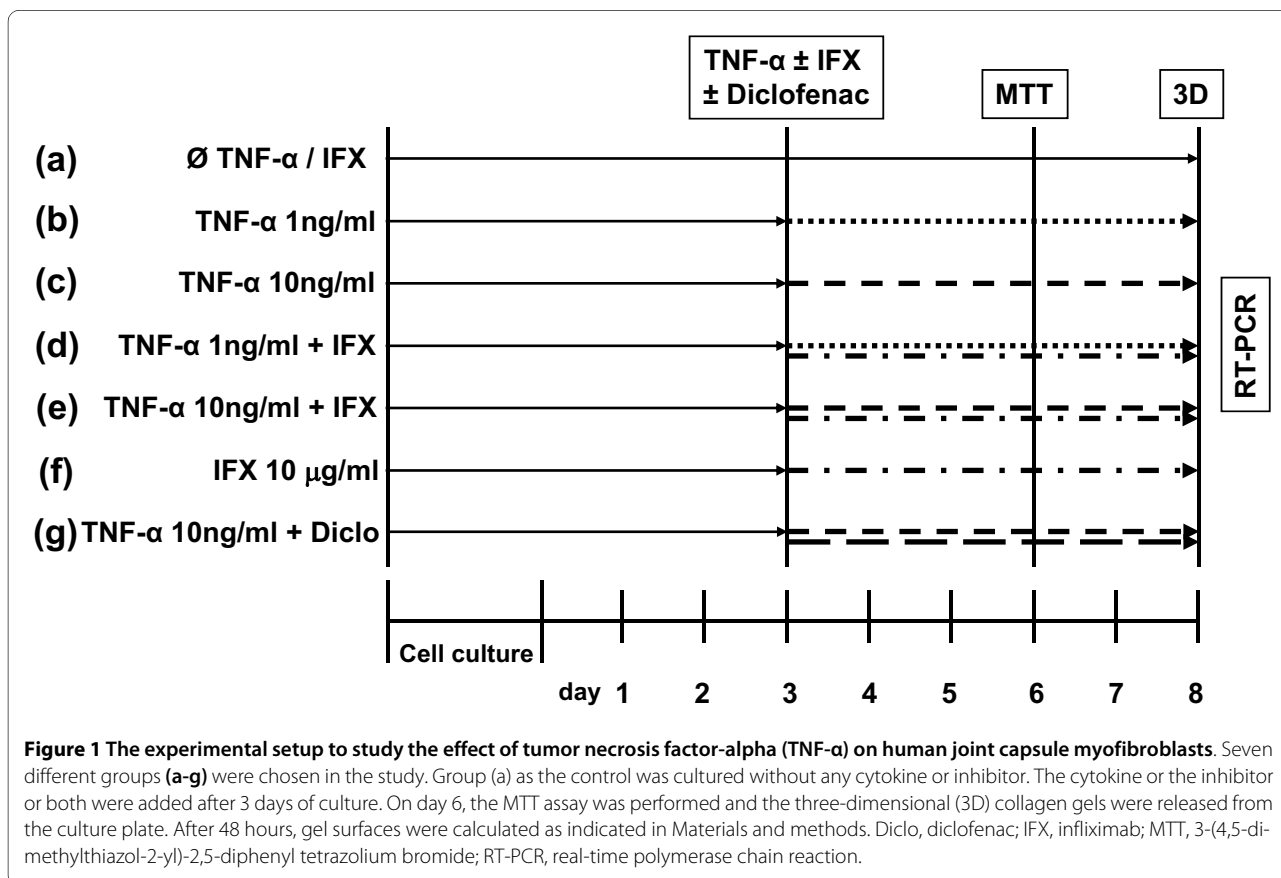 TNF-α ± IFX
± Diclofenac
MTT
3D
(a) Ø TNF-α / IFX
(b) TNF-α 1ng/ml
(c) TNF-α 10ng/ml
(d) TNF-α 1ng/ml + IFX
(e) TNF-α 10ng/ml + IFX
(f) IFX 10 μg/ml
(g) TNF-α 10ng/ml + Diclo
RT-PCR
Cell culture
day 1 2 3 4 5 6 7 8
Figure 1 The experimental setup to study the effect of tumor necrosis factor-alpha (TNF-α) on human joint capsule myofibroblasts. Seven
different groups (a-g) were chosen in the study. Group (a) as the control was cultured without any cytokine or inhibitor. The cytokine or the inhibitor
or both were added after 3 days of culture. On day 6, the MTT assay was performed and the three-dimensional (3D) collagen gels were released from
the culture plate. After 48 hours, gel surfaces were calculated as indicated in Materials and methods. Diclo, diclofenac; IFX, infliximab; MTT, 3-(4,5-di-
methylthiazol-2-yl)-2,5-diphenyl tetrazolium bromide; RT-PCR, real-time polymerase chain reaction.